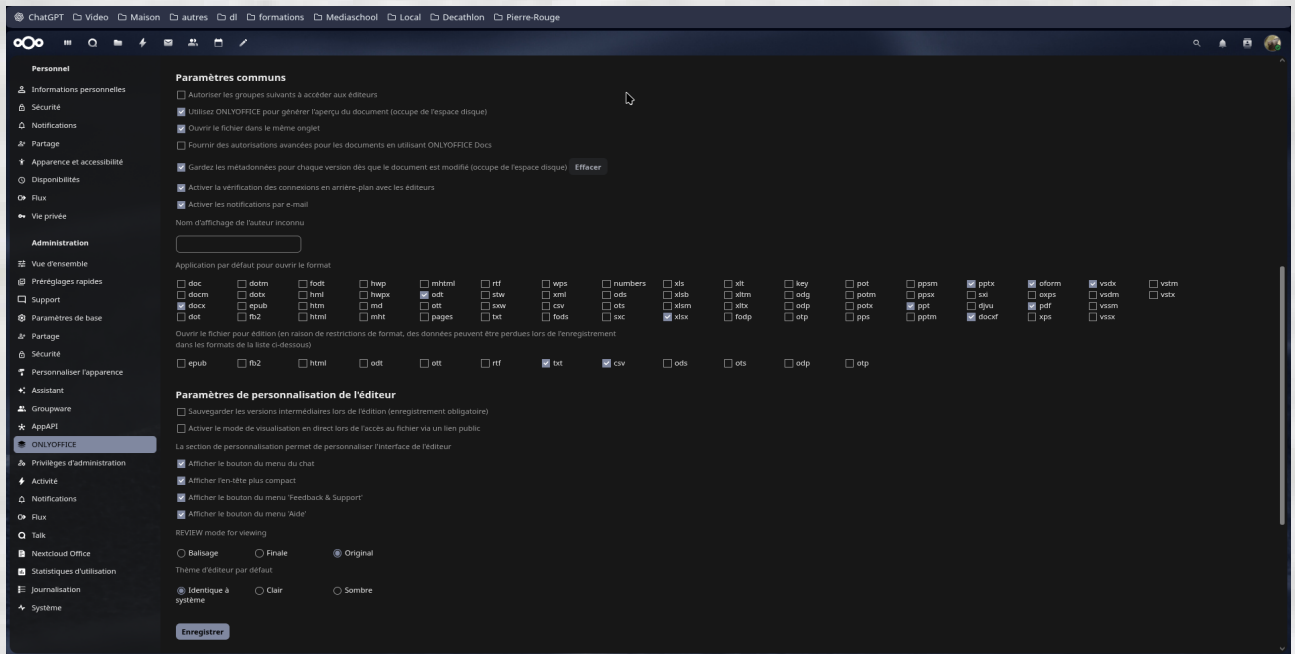 ChatGPT Video Maison autres dl formations Mediaschool Local Decathlon Pierre-Rouge
Personnel
Informations personnelles
Sécurité
Notifications
Partage
Apparence et accessibilité
Disponibilités
Flux
Vie privée
Administration
Vue d'ensemble
Préréglages rapides
Support
Paramètres de base
Partage
Sécurité
Personnaliser l'apparence
Assistant
Groupware
AppAPI
ONLYOFFICE
Privilèges d'administration
Activité
Notifications
Flux
Talk
Nextcloud Office
Statistiques d'utilisation
Journalisation
Système
Paramètres communs
Autoriser les groupes suivants à accéder aux éditeurs
Utilisez ONLYOFFICE pour générer l'aperçu du document (occupe de l'espace disque)
Ouvrir le fichier dans le même onglet
Fournir des autorisations avancées pour les documents en utilisant ONLYOFFICE Docs
Gardez les métadonnées pour chaque version dès que le document est modifié (occupe de l'espace disque) Effacer
Activer la vérification des connexions en arrière-plan avec les éditeurs
Activer les notifications par e-mail
Nom d'affichage de l'auteur inconnu
Application par défaut pour ouvrir le format
doc dotm fodt hwp mhtml rtf wps numbers xls xlt key pot ppsm pptx oform vsdx vstm
docm dotx hml hwpx odt stw xml ods xlsb xltm odg potm ppsx sxi oxps vsdm vstx
docx epub htm md ott sxw csv ots xlsm xltx odp potx ppt djvu pdf vssm
dot fb2 html mht pages txt fods sxc xlsx fodp otp pps pptm docxf xps vssx
Ouvrir le fichier pour édition (en raison de restrictions de format, des données peuvent être perdues lors de l'enregistrement
dans les formats de la liste ci-dessous)
epub fb2 html odt ott rtf txt csv ods ots odp otp
Paramètres de personnalisation de l'éditeur
Sauvegarder les versions intermédiaires lors de l'édition (enregistrement obligatoire)
Activer le mode de visualisation en direct lors de l'accès au fichier via un lien public
La section de personnalisation permet de personnaliser l'interface de l'éditeur
Afficher le bouton du menu du chat
Afficher l'en-tête plus compact
Afficher le bouton du menu 'Feedback & Support'
Afficher le bouton du menu 'Aide'
REVIEW mode for viewing
Balisage Finale Original
Thème d'éditeur par défaut
Identique à Clair Sombre
système
Enregistrer